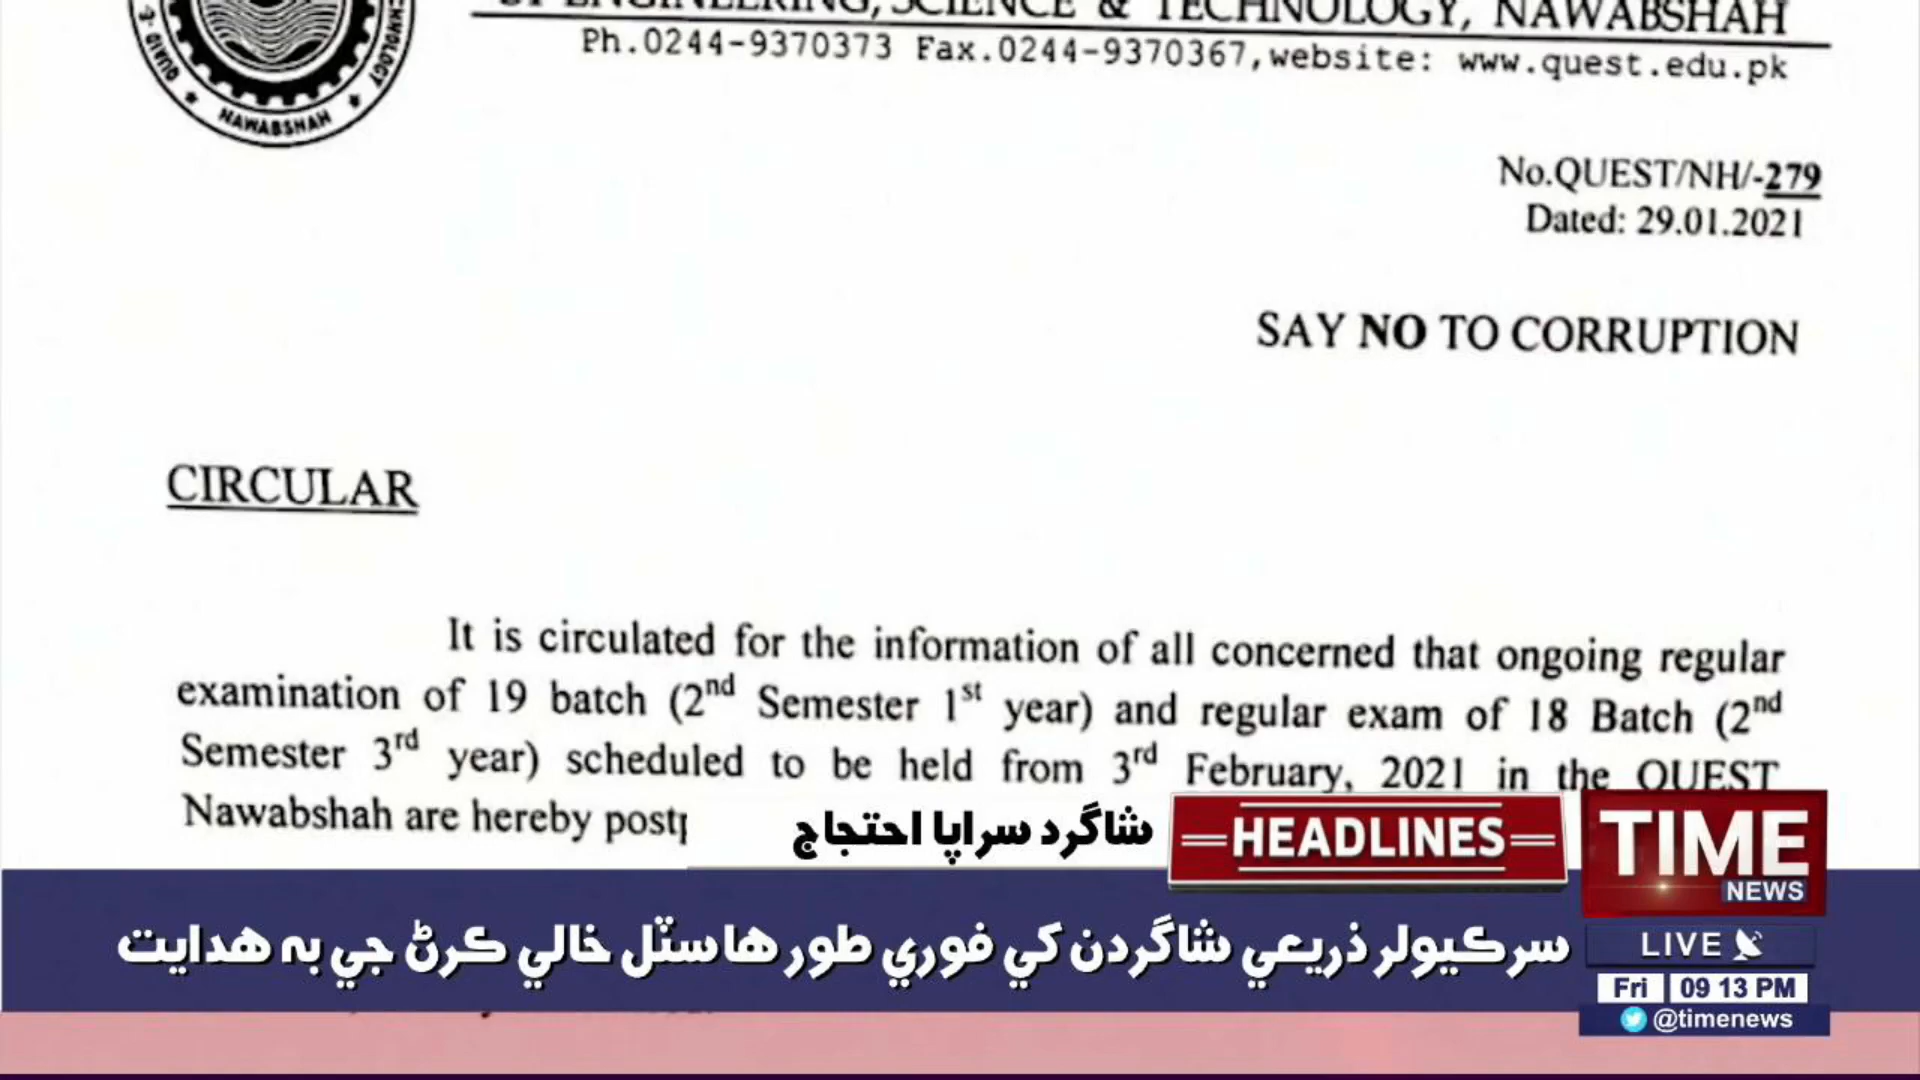 OF ENGINEERING, SCIENCE & TECHNOLOGY, NAWABSHAH
Ph.0244-9370373 Fax.0244-9370367,website: www.quest.edu.pk
NAWABSHAH
No.QUEST/NH/-279
Dated: 29.01.2021
SAY NO TO CORRUPTION
CIRCULAR
It is circulated for the information of all concerned that ongoing regular
examination of 19 batch (2nd Semester 1st year) and regular exam of 18 Batch (2nd
Semester 3rd year) scheduled to be held from 3rd February, 2021 in the QUEST
Nawabshah are hereby
شاگرد سراپا احتجاج
HEADLINES
TIME
NEWS
سرڪيولر ذريعي شاگردن کي فوري طور هاسٽل خالي ڪرڻ جي به هدايت
LIVE
Fri 09 13 PM
@timenews